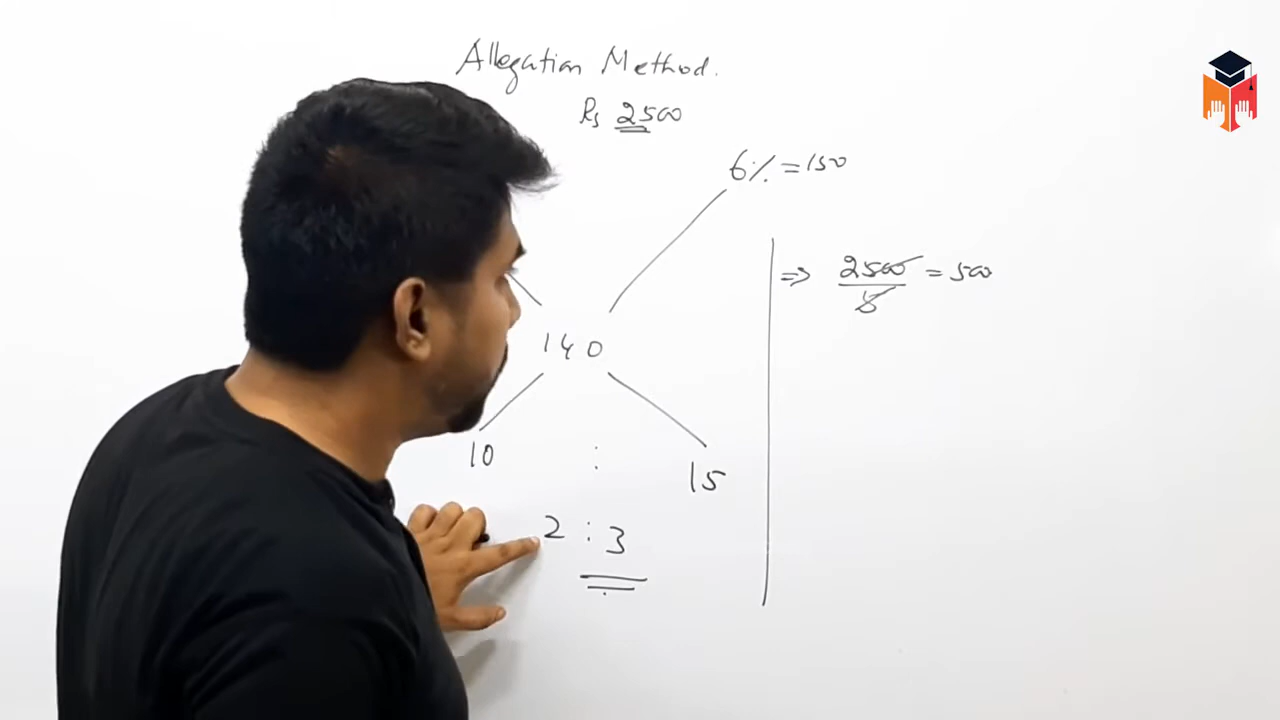 Allegation Method.
Rs 2500
6% = 150
⇒ 2500/5 = 500
140
10 : 15
2 : 3